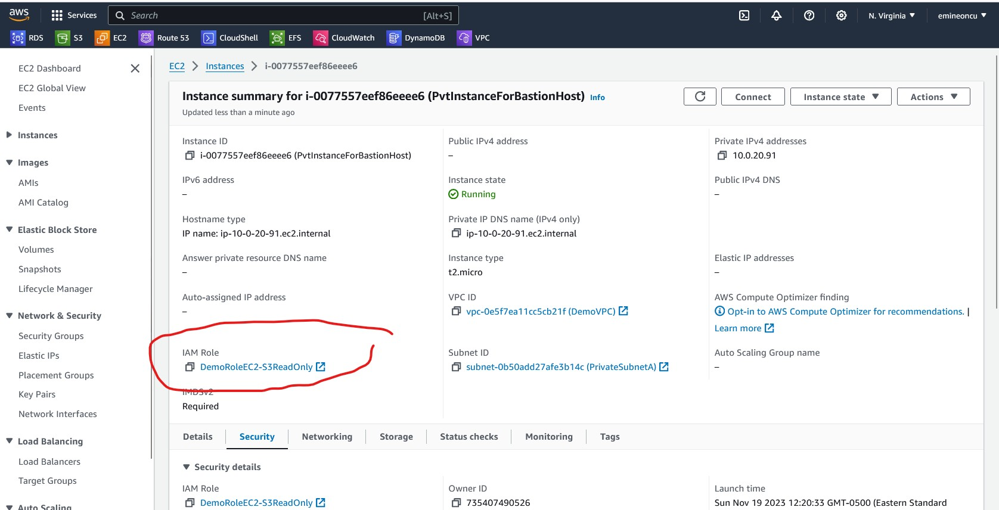 aws
Services
Search [Alt+S]
N. Virginia
emineoncu
RDS S3 EC2 Route 53 CloudShell EFS CloudWatch DynamoDB VPC
EC2 Dashboard
EC2 Global View
Events
Instances
Images
AMIs
AMI Catalog
Elastic Block Store
Volumes
Snapshots
Lifecycle Manager
Network & Security
Security Groups
Elastic IPs
Placement Groups
Key Pairs
Network Interfaces
Load Balancing
Load Balancers
Target Groups
Auto Scaling
EC2 > Instances > i-0077557eef86eeee6
Instance summary for i-0077557eef86eeee6 (PvtInstanceForBastionHost) Info
Updated less than a minute ago
Connect
Instance state
Actions
Instance ID
i-0077557eef86eeee6 (PvtInstanceForBastionHost)
Public IPv4 address
–
Private IPv4 addresses
10.0.20.91
IPv6 address
–
Instance state
Running
Public IPv4 DNS
–
Hostname type
IP name: ip-10-0-20-91.ec2.internal
Private IP DNS name (IPv4 only)
ip-10-0-20-91.ec2.internal
Answer private resource DNS name
–
Instance type
t2.micro
Elastic IP addresses
–
Auto-assigned IP address
–
VPC ID
vpc-0e5f7ea11cc5cb21f (DemoVPC)
AWS Compute Optimizer finding
Opt-in to AWS Compute Optimizer for recommendations. |
Learn more
IAM Role
DemoRoleEC2-S3ReadOnly
Subnet ID
subnet-0b50add27afe3b14c (PrivateSubnetA)
Auto Scaling Group name
–
IMDSv2
Required
Details Security Networking Storage Status checks Monitoring Tags
Security details
IAM Role
DemoRoleEC2-S3ReadOnly
Owner ID
735407490526
Launch time
Sun Nov 19 2023 12:20:33 GMT-0500 (Eastern Standard